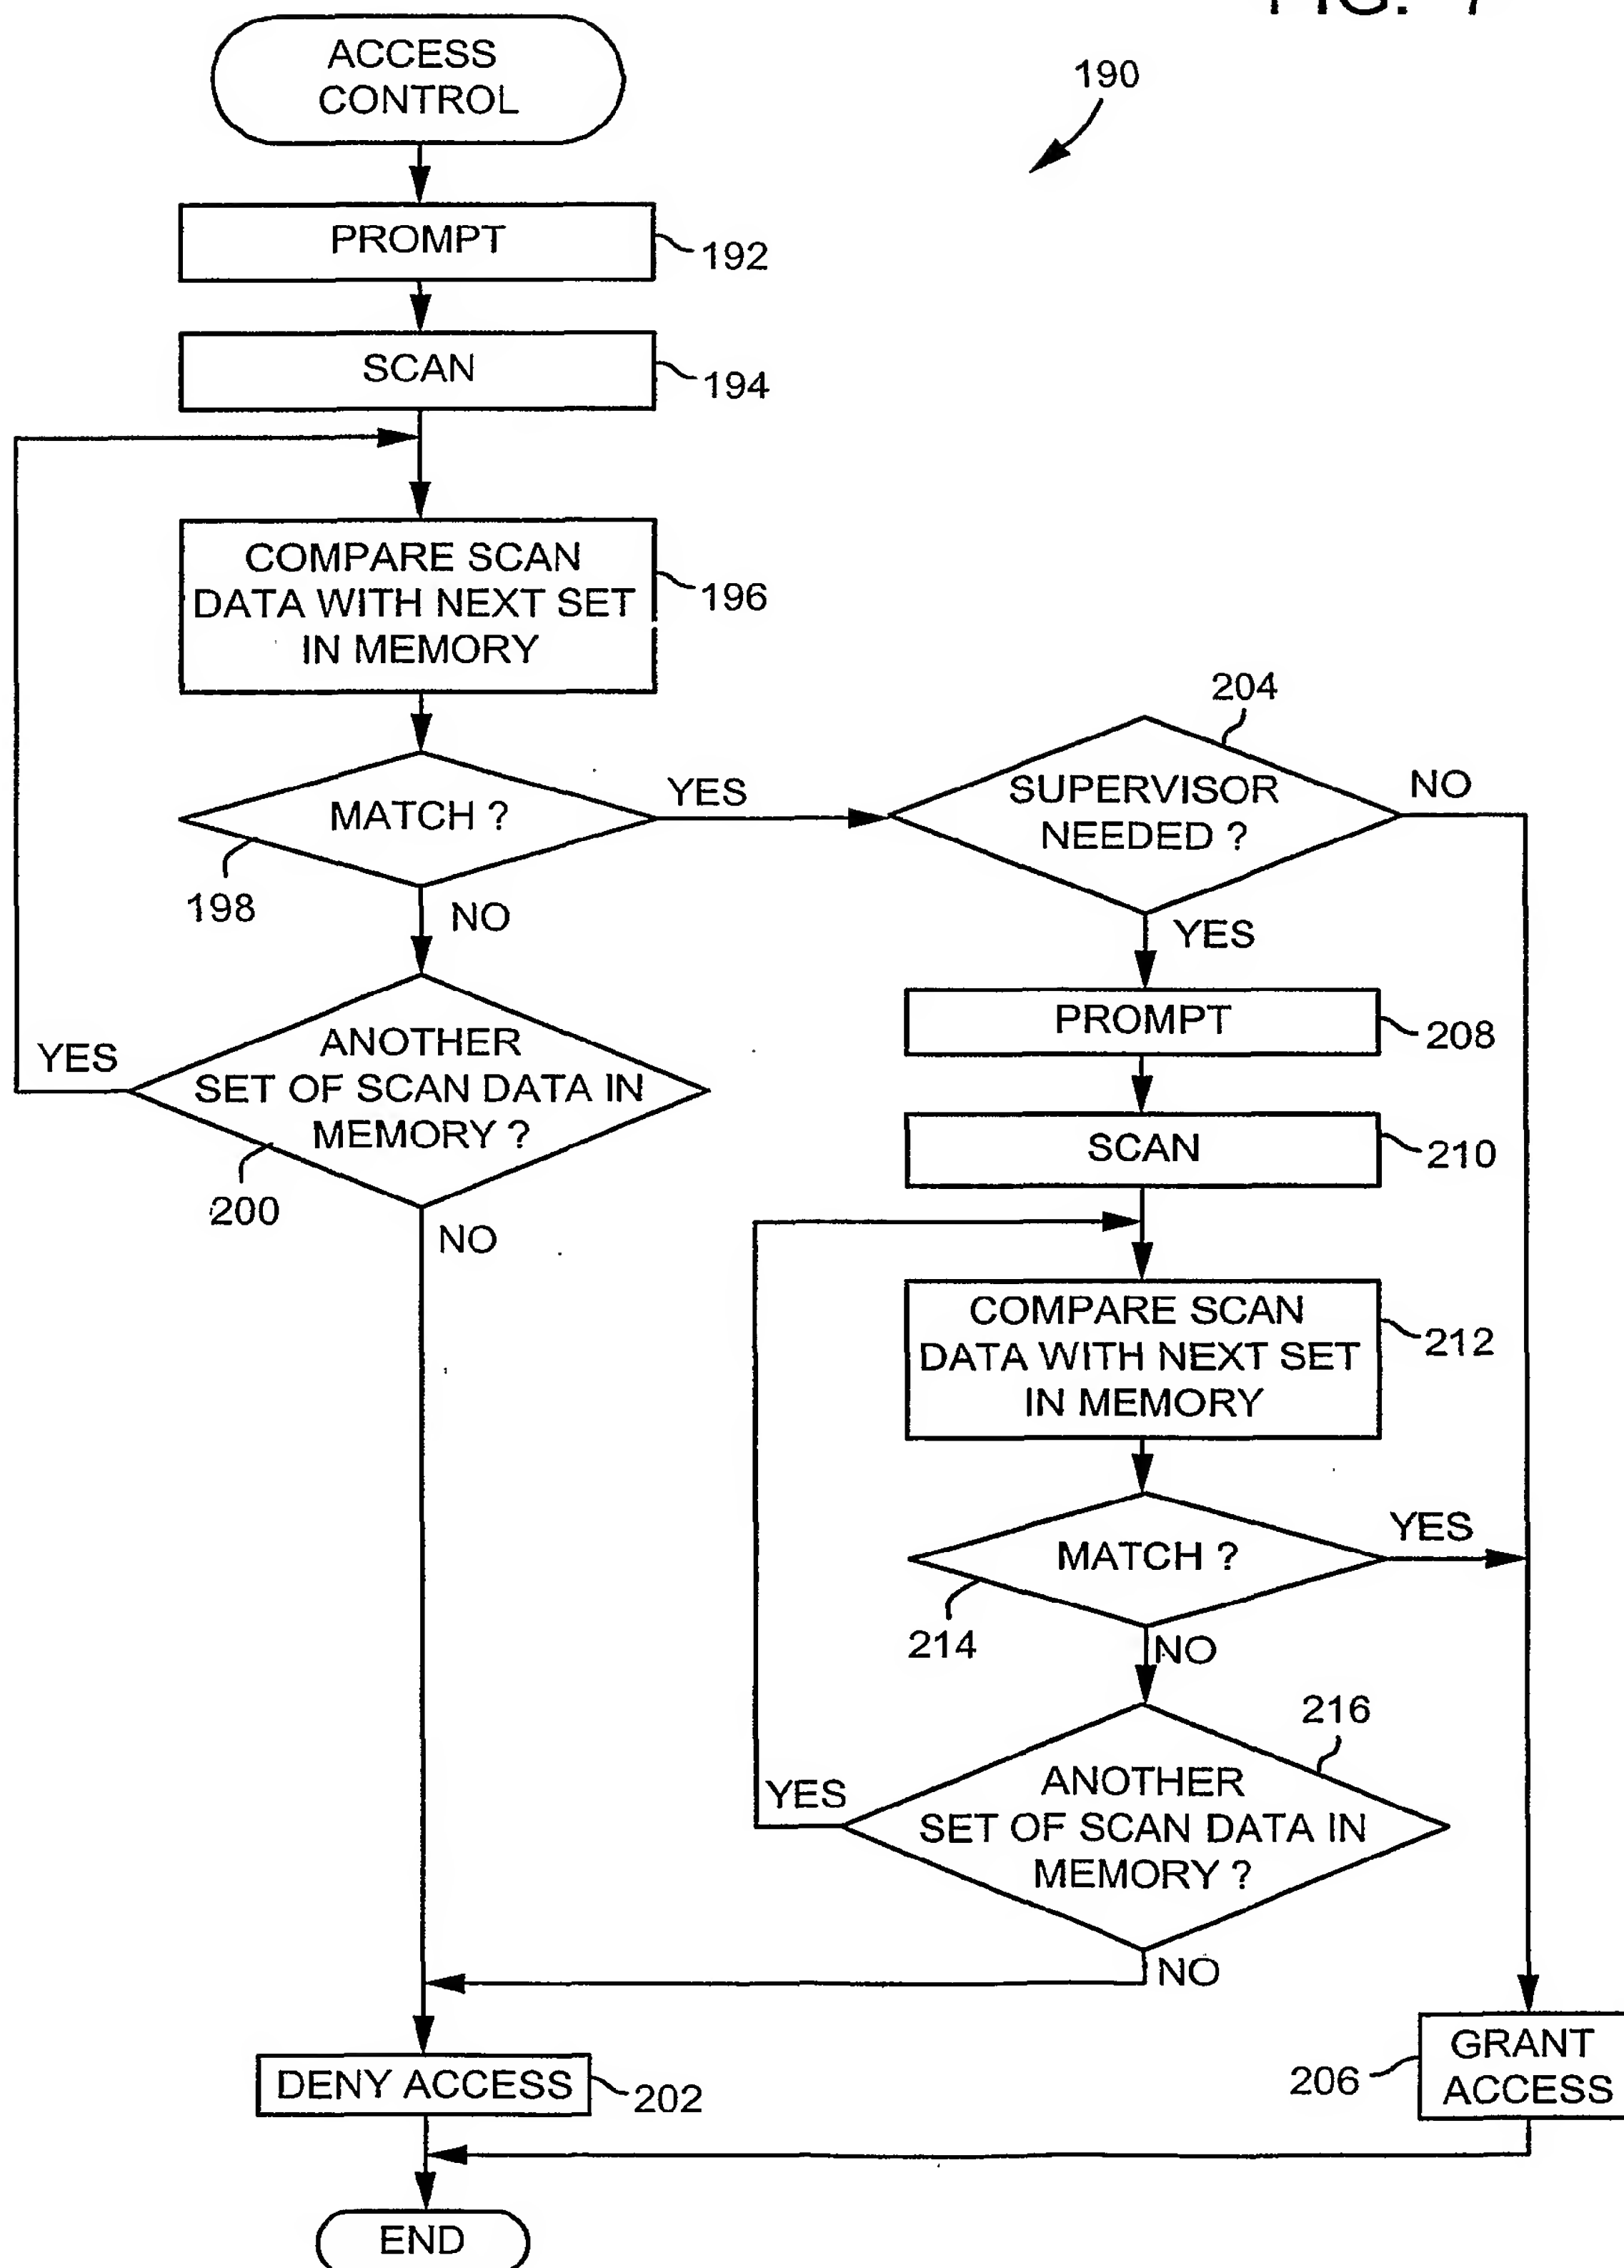 FIG. 7
190
ACCESS
CONTROL
PROMPT
192
SCAN
194
COMPARE SCAN
DATA WITH NEXT SET
IN MEMORY
196
MATCH ?
198
YES
NO
204
SUPERVISOR
NEEDED ?
NO
YES
ANOTHER
SET OF SCAN DATA IN
MEMORY ?
200
YES
NO
PROMPT
208
SCAN
210
COMPARE SCAN
DATA WITH NEXT SET
IN MEMORY
212
MATCH ?
214
YES
NO
216
ANOTHER
SET OF SCAN DATA IN
MEMORY ?
YES
NO
DENY ACCESS
202
GRANT
ACCESS
206
END